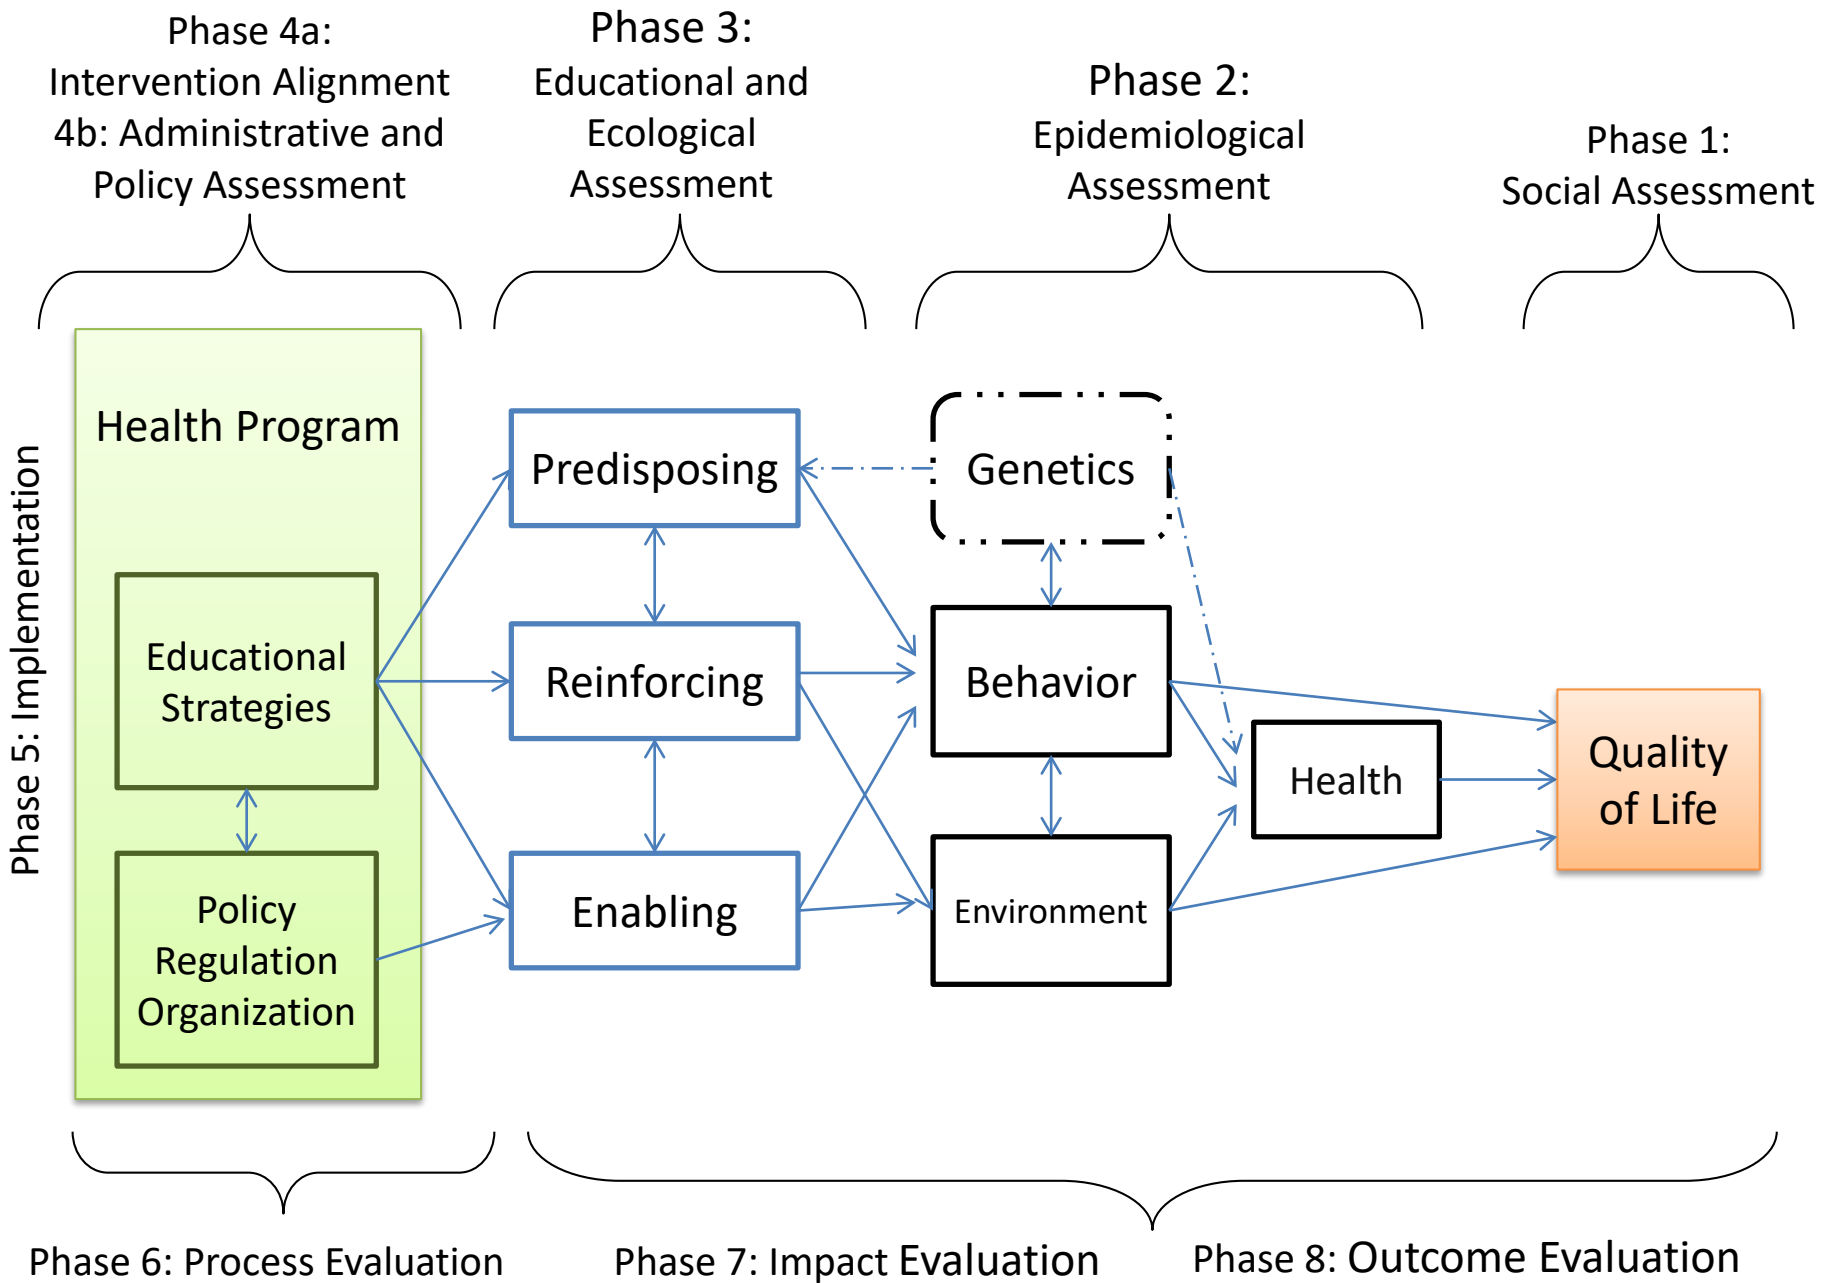 Phase 4a:
Intervention Alignment
4b: Administrative and
Policy Assessment
Phase 3:
Educational and
Ecological
Assessment
Phase 2:
Epidemiological
Assessment
Phase 1:
Social Assessment
Phase 5: Implementation
Health Program
Educational
Strategies
Policy
Regulation
Organization
Predisposing
Reinforcing
Enabling
Genetics
Behavior
Environment
Health
Quality
of Life
Phase 6: Process Evaluation
Phase 7: Impact Evaluation
Phase 8: Outcome Evaluation